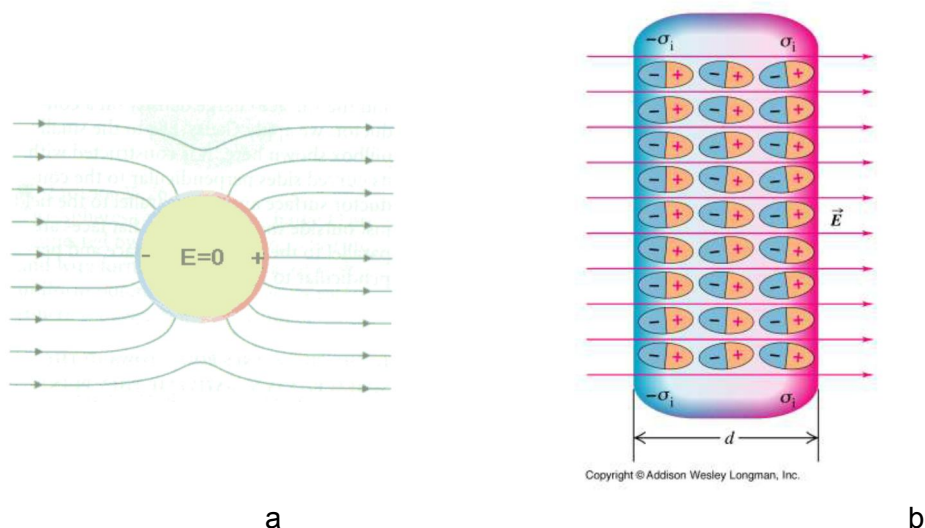 −σi σi
- E=0 +
− + − + − +
− + − + − +
− + − + − +
− + − + − +
− + − + − +
E
− + − + − +
− + − + − +
− + − + − +
− + − + − +
−σi σi
d
Copyright © Addison Wesley Longman, Inc.
a b